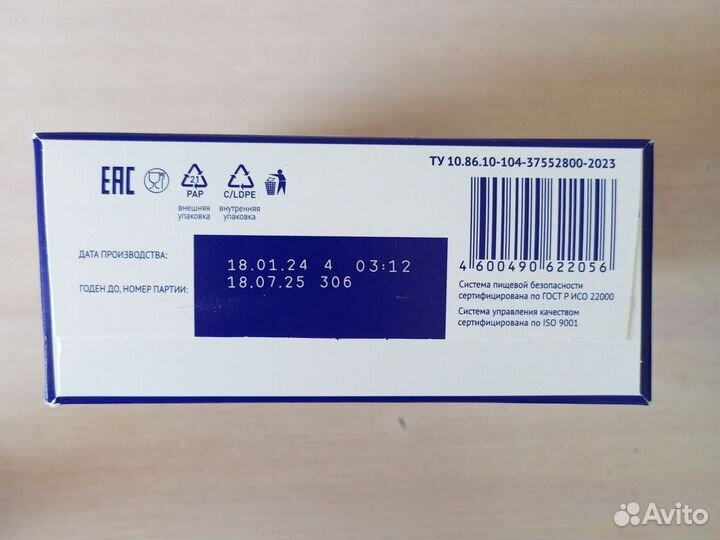 ТУ 10.86.10-104-37552800-2023
EAC
21
PAP
C/LDPE
внешняя
упаковка
внутренняя
упаковка
ДАТА ПРОИЗВОДСТВА:
18.01.24 4 03:12
ГОДЕН ДО, НОМЕР ПАРТИИ:
18.07.25 306
4 600490 622056
Система пищевой безопасности
сертифицирована по ГОСТ Р ИСО 22000
Система управления качеством
сертифицирована по ISO 9001
Avito